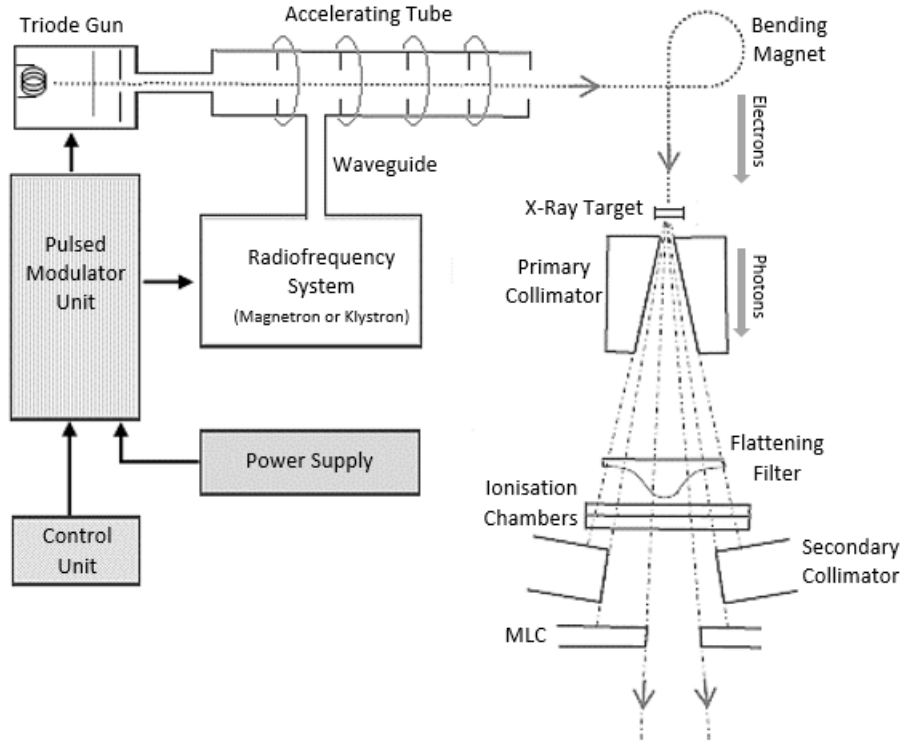 Triode Gun
Accelerating Tube
Bending
Magnet
Electrons
Waveguide
X-Ray Target
Pulsed
Modulator
Unit
Radiofrequency
System
(Magnetron or Klystron)
Primary
Collimator
Photons
Power Supply
Flattening
Filter
Ionisation
Chambers
Control
Unit
Secondary
Collimator
MLC